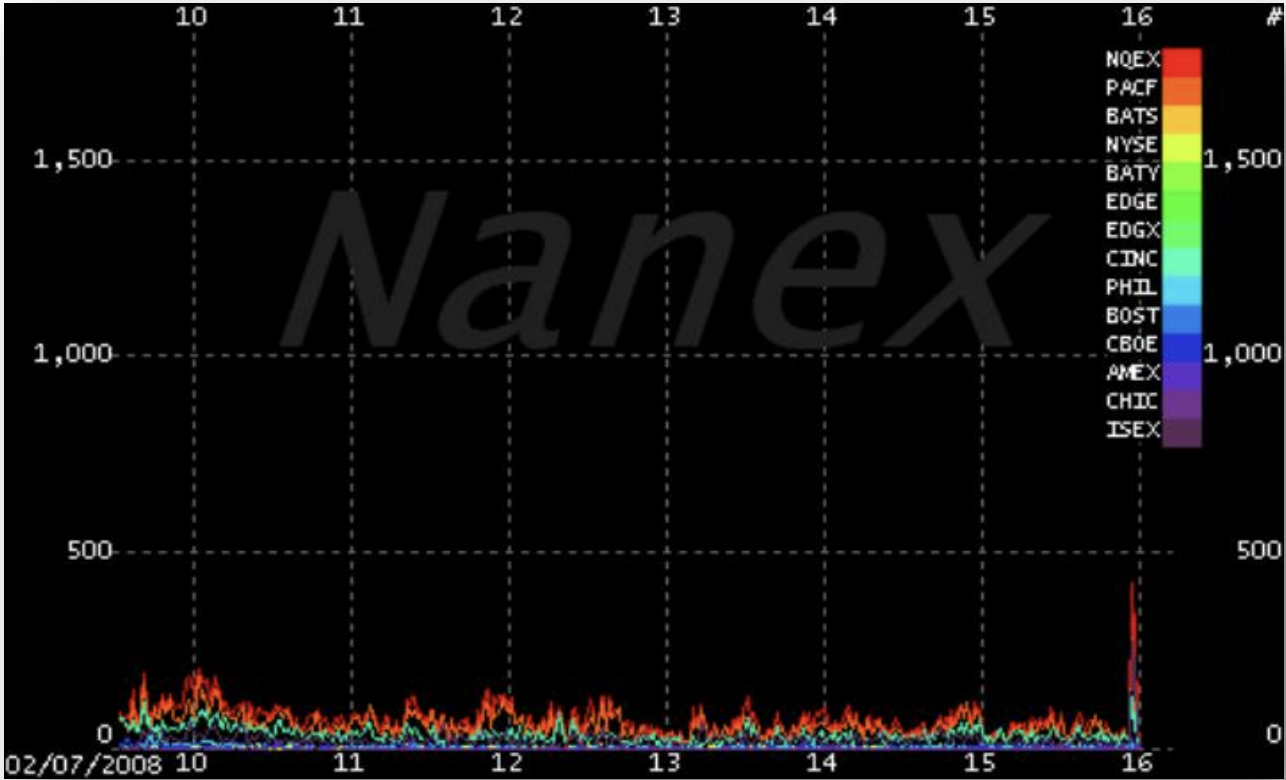 10 11 12 13 14 15 16 #
NQEX
PACF
BATS
NYSE
1,500 1,500
BATY
EDGE
EDGX
CINC
Nanex
PHIL
BOST
CBOE
1,000 1,000
AMEX
CHIC
ISEX
500 500
0 0
02/07/2008 10 11 12 13 14 15 16